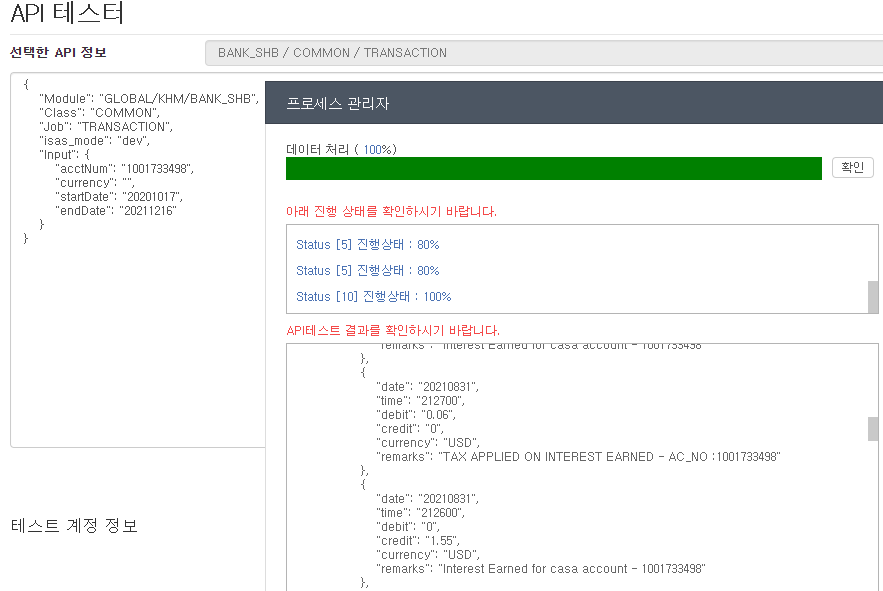 API 테스터
선택한 API 정보
BANK_SHB / COMMON / TRANSACTION
{
"Module": "GLOBAL/KHM/BANK_SHB",
"Class": "COMMON",
"Job": "TRANSACTION",
"isas_mode": "dev",
"Input": {
"acctNum": "1001733498",
"currency": "",
"startDate": "20201017",
"endDate": "20211216"
}
}
테스트 계정 정보
프로세스 관리자
데이터 처리 ( 100%)
확인
아래 진행 상태를 확인하시기 바랍니다.
Status [5] 진행상태 : 80%
Status [5] 진행상태 : 80%
Status [10] 진행상태 : 100%
API테스트 결과를 확인하시기 바랍니다.
"remarks": "Interest Earned for casa account - 1001733498"
},
{
"date": "20210831",
"time": "212700",
"debit": "0.06",
"credit": "0",
"currency": "USD",
"remarks": "TAX APPLIED ON INTEREST EARNED - AC_NO :1001733498"
},
{
"date": "20210831",
"time": "212600",
"debit": "0",
"credit": "1.55",
"currency": "USD",
"remarks": "Interest Earned for casa account - 1001733498"
},